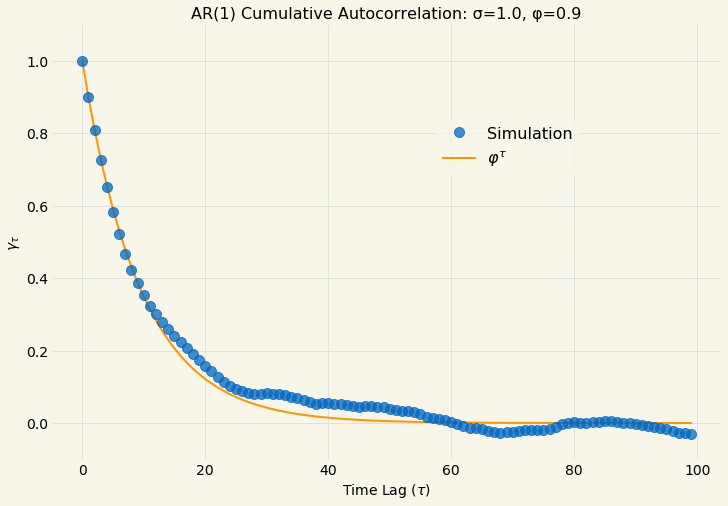 AR(1) Cumulative Autocorrelation: σ=1.0, φ=0.9
1.0
0.8
0.6
0.4
0.2
0.0
γτ
Simulation
φ^τ
0 20 40 60 80 100
Time Lag (τ)